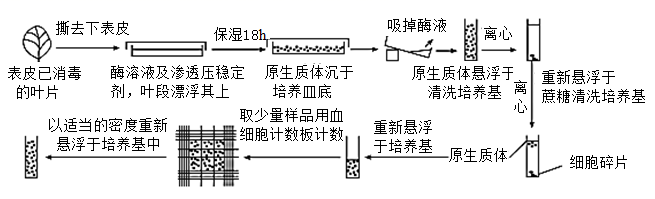 撕去下表皮
保湿18h
吸掉酶液
离心
表皮已消毒
的叶片
酶溶液及渗透压稳定
剂，叶段漂浮其上
原生质体沉于
培养皿底
原生质体悬浮于
清洗培养基
离
心
重新悬浮于
蔗糖清洗培养基
以适当的密度重新
悬浮于培养基中
取少量样品用血
细胞计数板计数
重新悬浮
于培养基
原生质体
细胞碎片